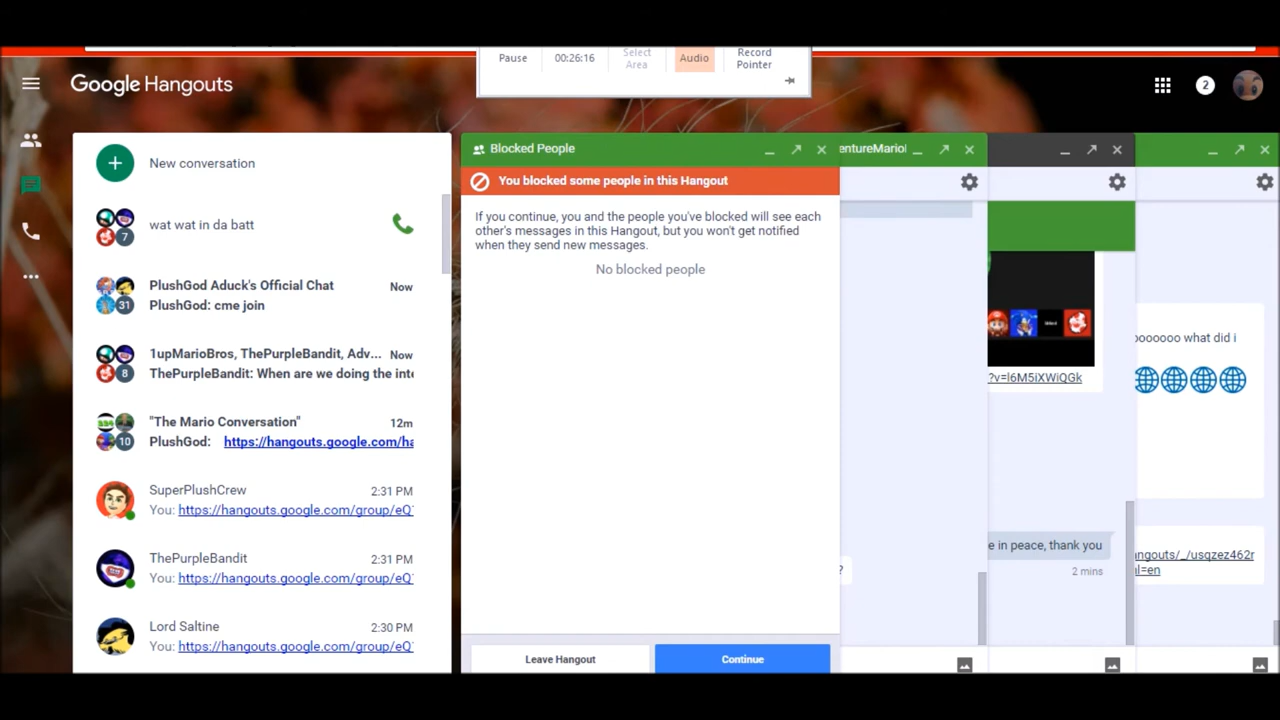 Pause
00:26:16
Select
Area
Audio
Record
Pointer
Google Hangouts
2
New conversation
wat wat in da batt
7
PlushGod Aduck's Official Chat
Now
31
PlushGod: cme join
1upMarioBros, ThePurpleBandit, Adv...
Now
8
ThePurpleBandit: When are we doing the inte
"The Mario Conversation"
12m
10
PlushGod: https://hangouts.google.com/ha
SuperPlushCrew
2:31 PM
You: https://hangouts.google.com/group/eQ
ThePurpleBandit
2:31 PM
You: https://hangouts.google.com/group/eQ
Lord Saltine
2:30 PM
You: https://hangouts.google.com/group/eQ
Blocked People
You blocked some people in this Hangout
If you continue, you and the people you've blocked will see each
other's messages in this Hangout, but you won't get notified
when they send new messages.
No blocked people
Leave Hangout
Continue
entureMario
?
?v=l6M5iXWiQGk
e in peace, thank you
2 mins
ooooooo what did i
angouts/_/usqzez462r
nl=en